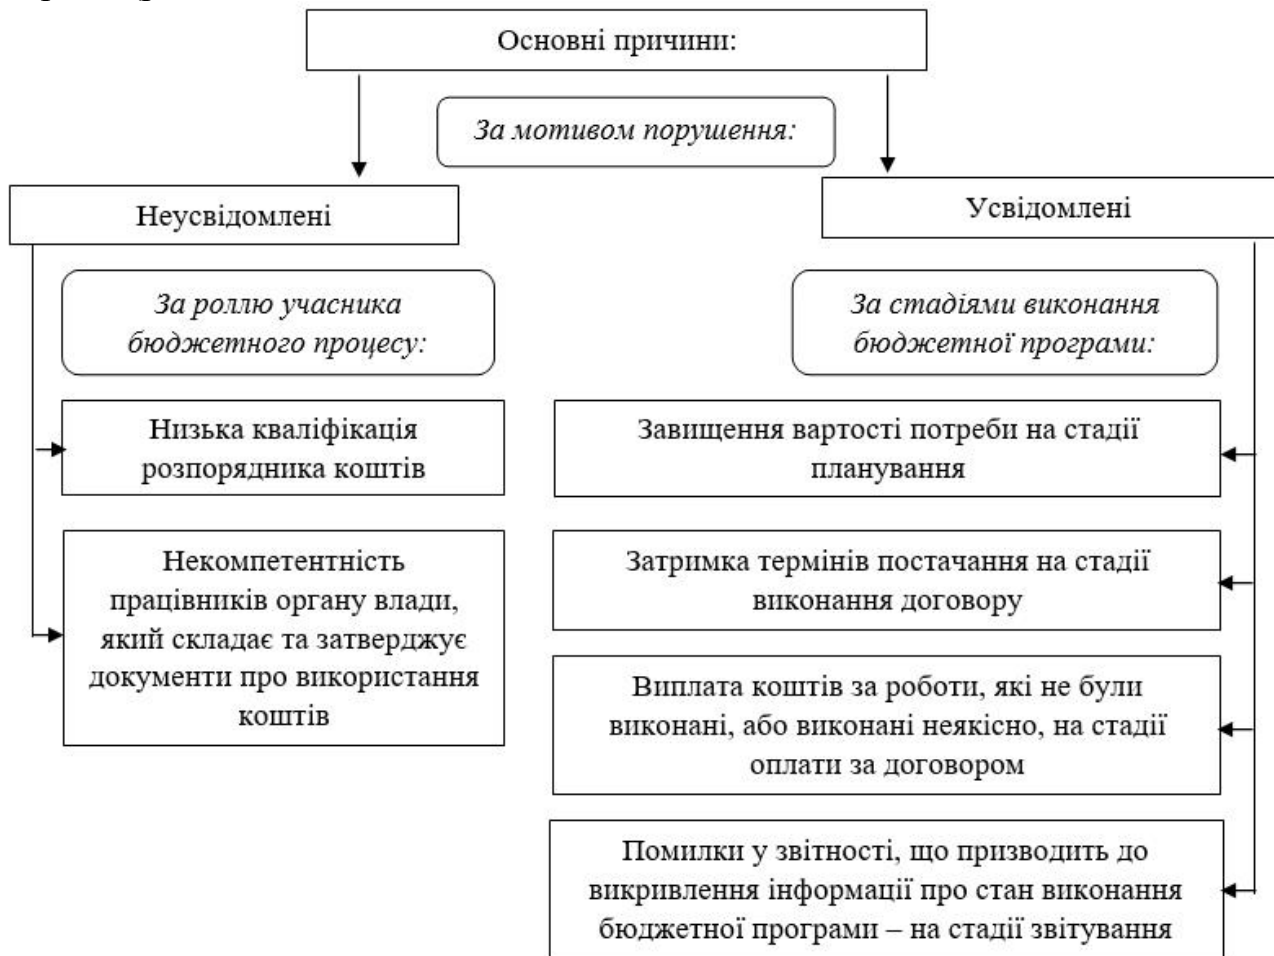 Основні причини:
За мотивом порушення:
Неусвідомлені
Усвідомлені
За роллю учасника
бюджетного процесу:
За стадіями виконання
бюджетної програми:
Низька кваліфікація
розпорядника коштів
Некомпетентність
працівників органу влади,
який складає та затверджує
документи про використання
коштів
Завищення вартості потреби на стадії
планування
Затримка термінів постачання на стадії
виконання договору
Виплата коштів за роботи, які не були
виконані, або виконані неякісно, на стадії
оплати за договором
Помилки у звітності, що призводить до
викривлення інформації про стан виконання
бюджетної програми – на стадії звітування